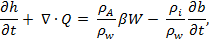 ∂h/∂t + ∇·Q = ρ_A/ρ_w βW − ρ_i/ρ_w ∂b/∂t,